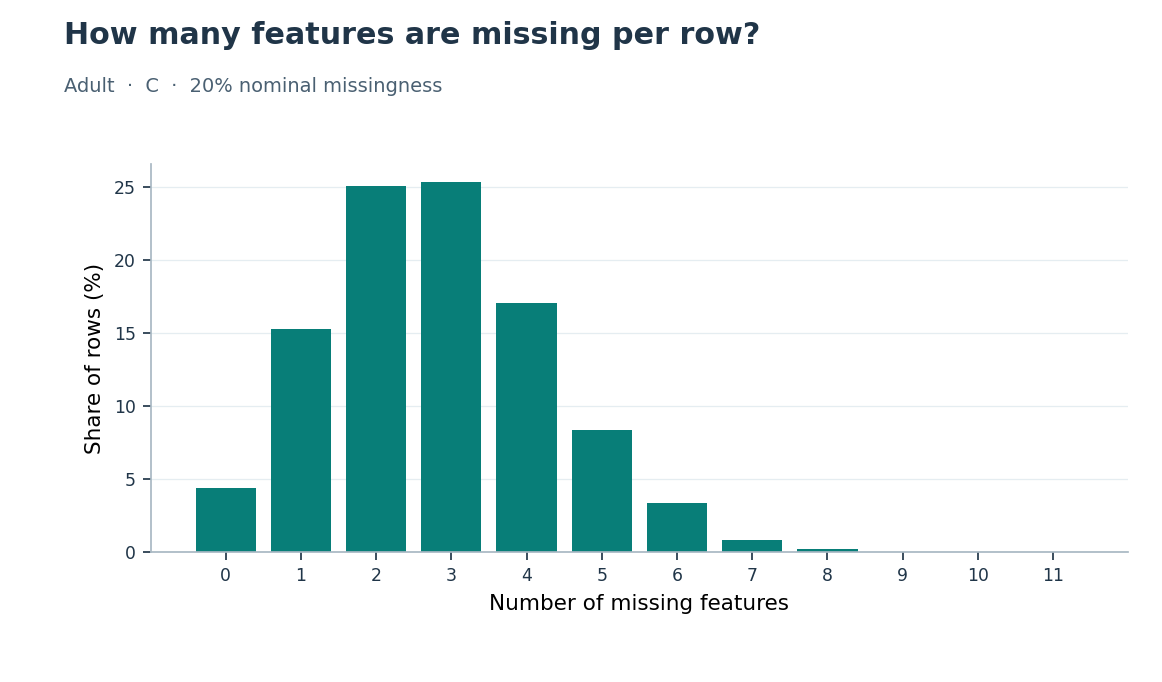 How many features are missing per row?
Adult · C · 20% nominal missingness
Share of rows (%)
25
20
15
10
5
0
0 1 2 3 4 5 6 7 8 9 10 11
Number of missing features